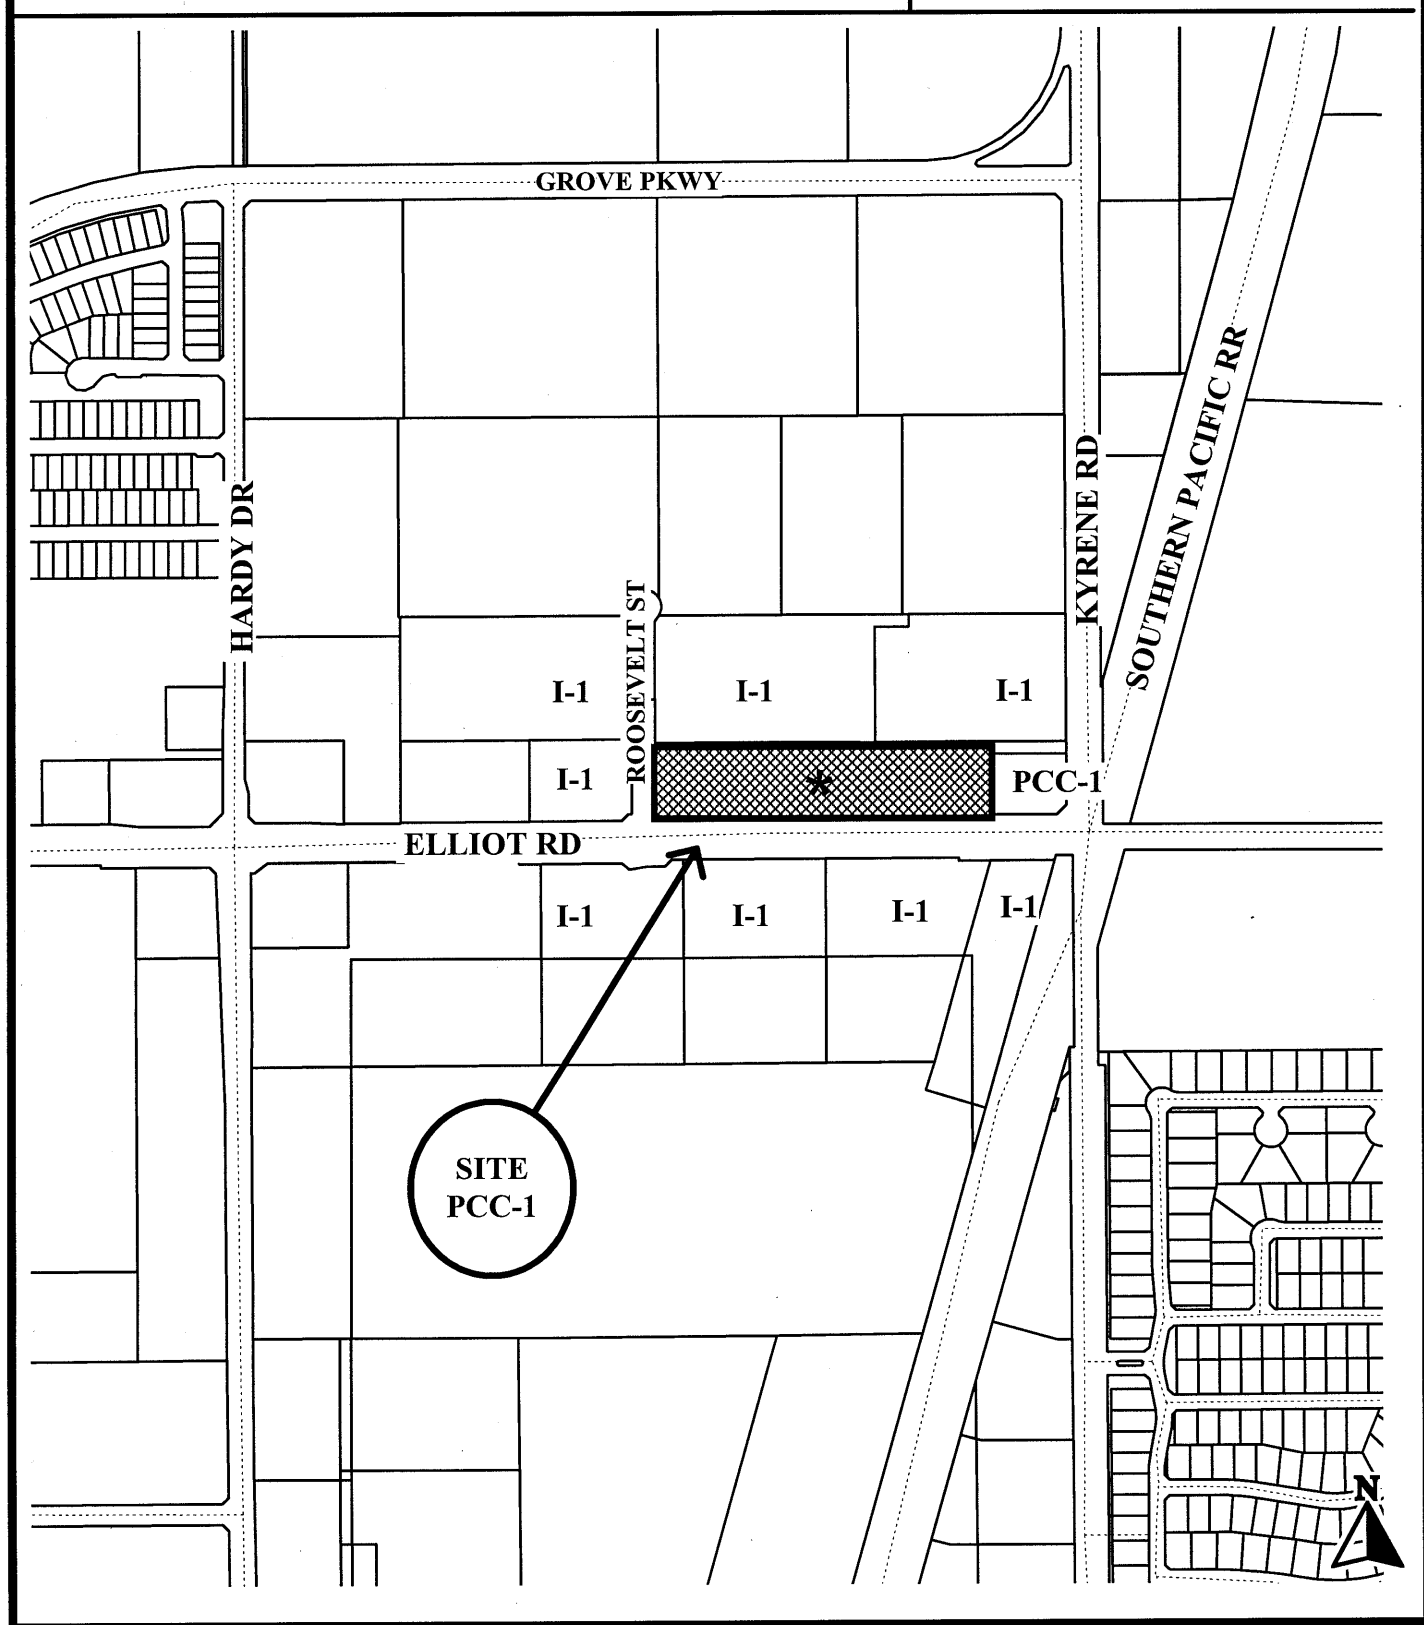 GROVE PKWY
HARDY DR
KYRENE RD
SOUTHERN PACIFIC RR
ROOSEVELT ST
I-1
I-1
I-1
I-1
*
PCC-1
ELLIOT RD
I-1
I-1
I-1
I-1
SITE
PCC-1
N